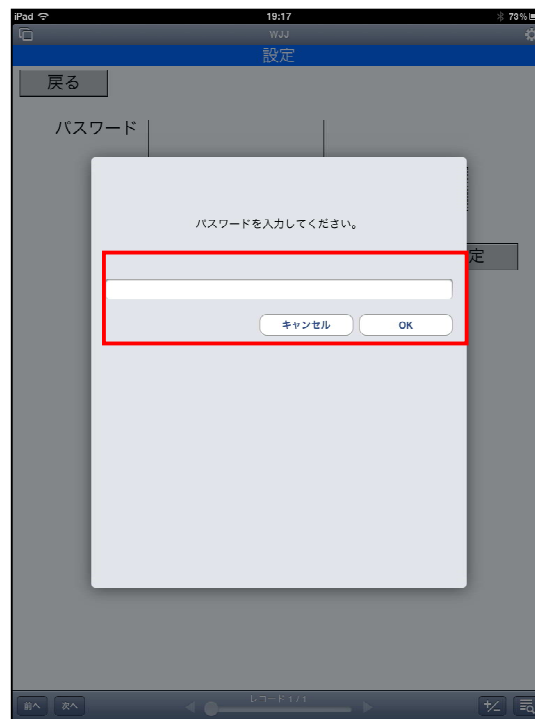 iPad 19:17 73%
WJJ
設定
戻る
パスワード
パスワードを入力してください。
定
キャンセル OK
レコード 1 / 1
前へ 次へ